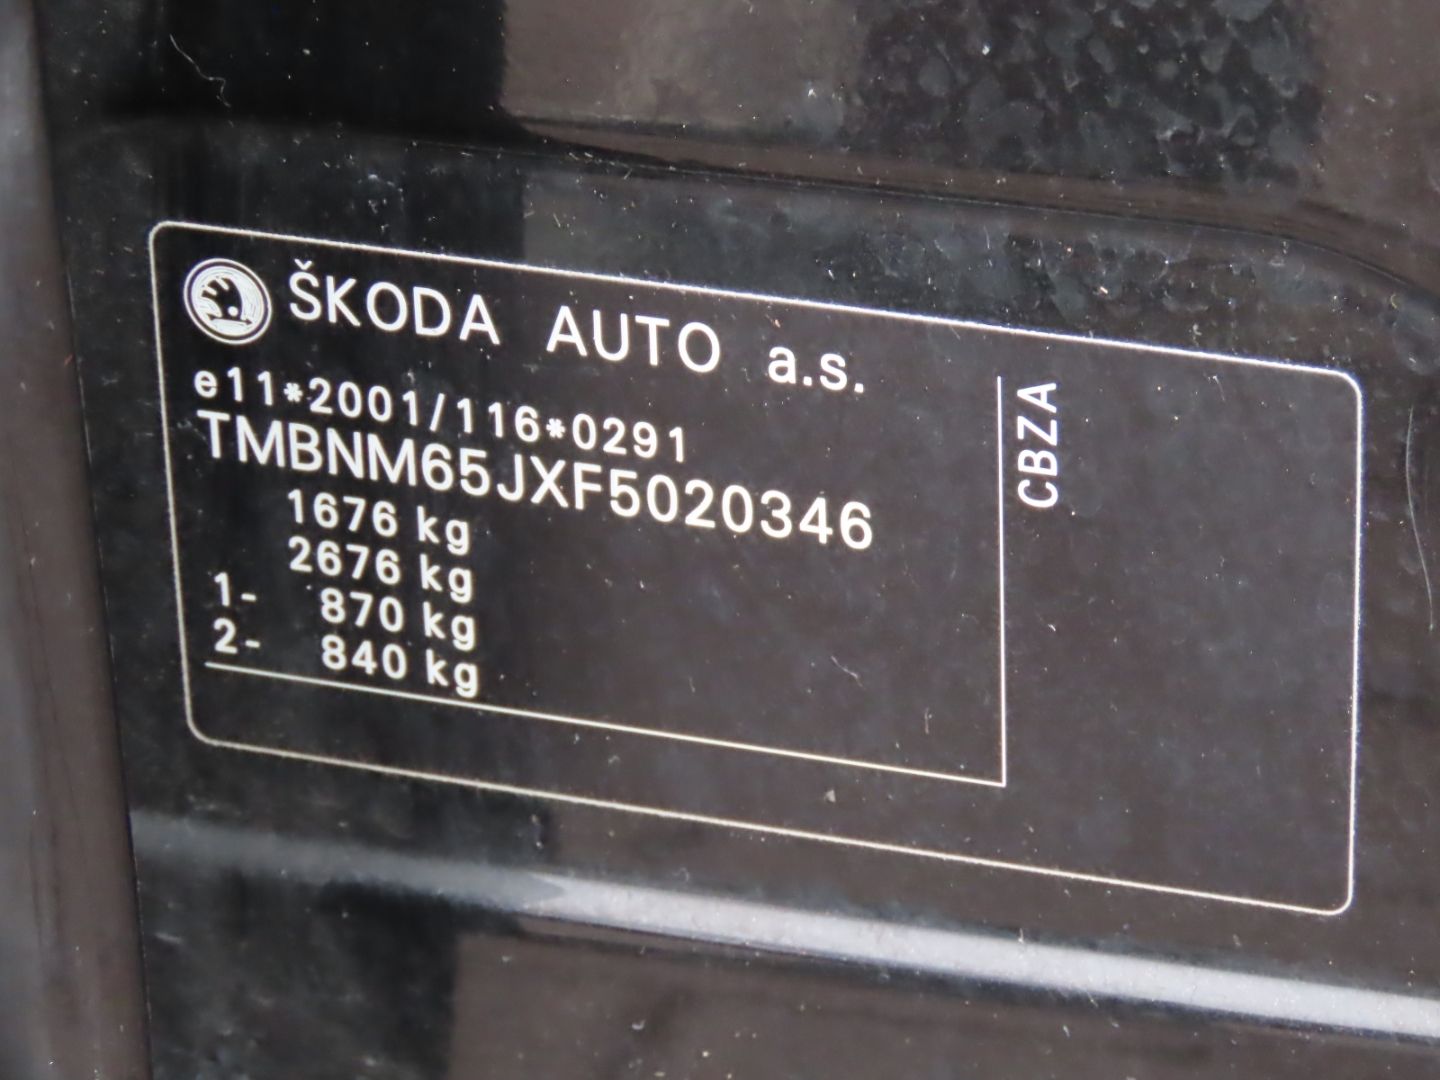 ŠKODA AUTO a.s.
e11*2001/116*0291
TMBNM65JXF5020346
1676 kg
2676 kg
1- 870 kg
2- 840 kg
CBZA